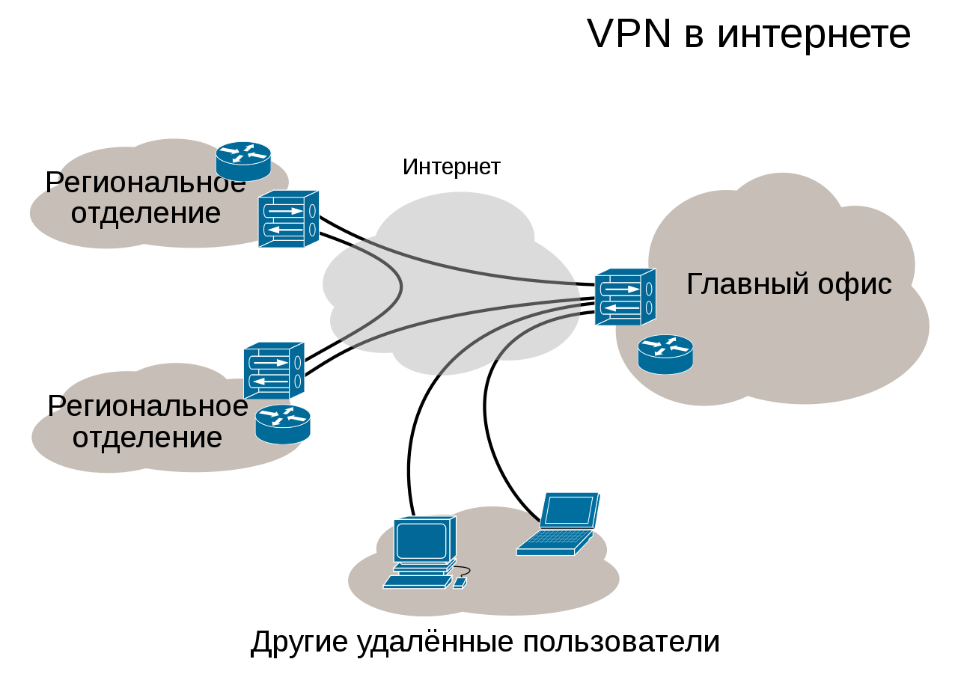 VPN в интернете
Интернет
Региональное
отделение
Главный офис
Региональное
отделение
Другие удалённые пользователи